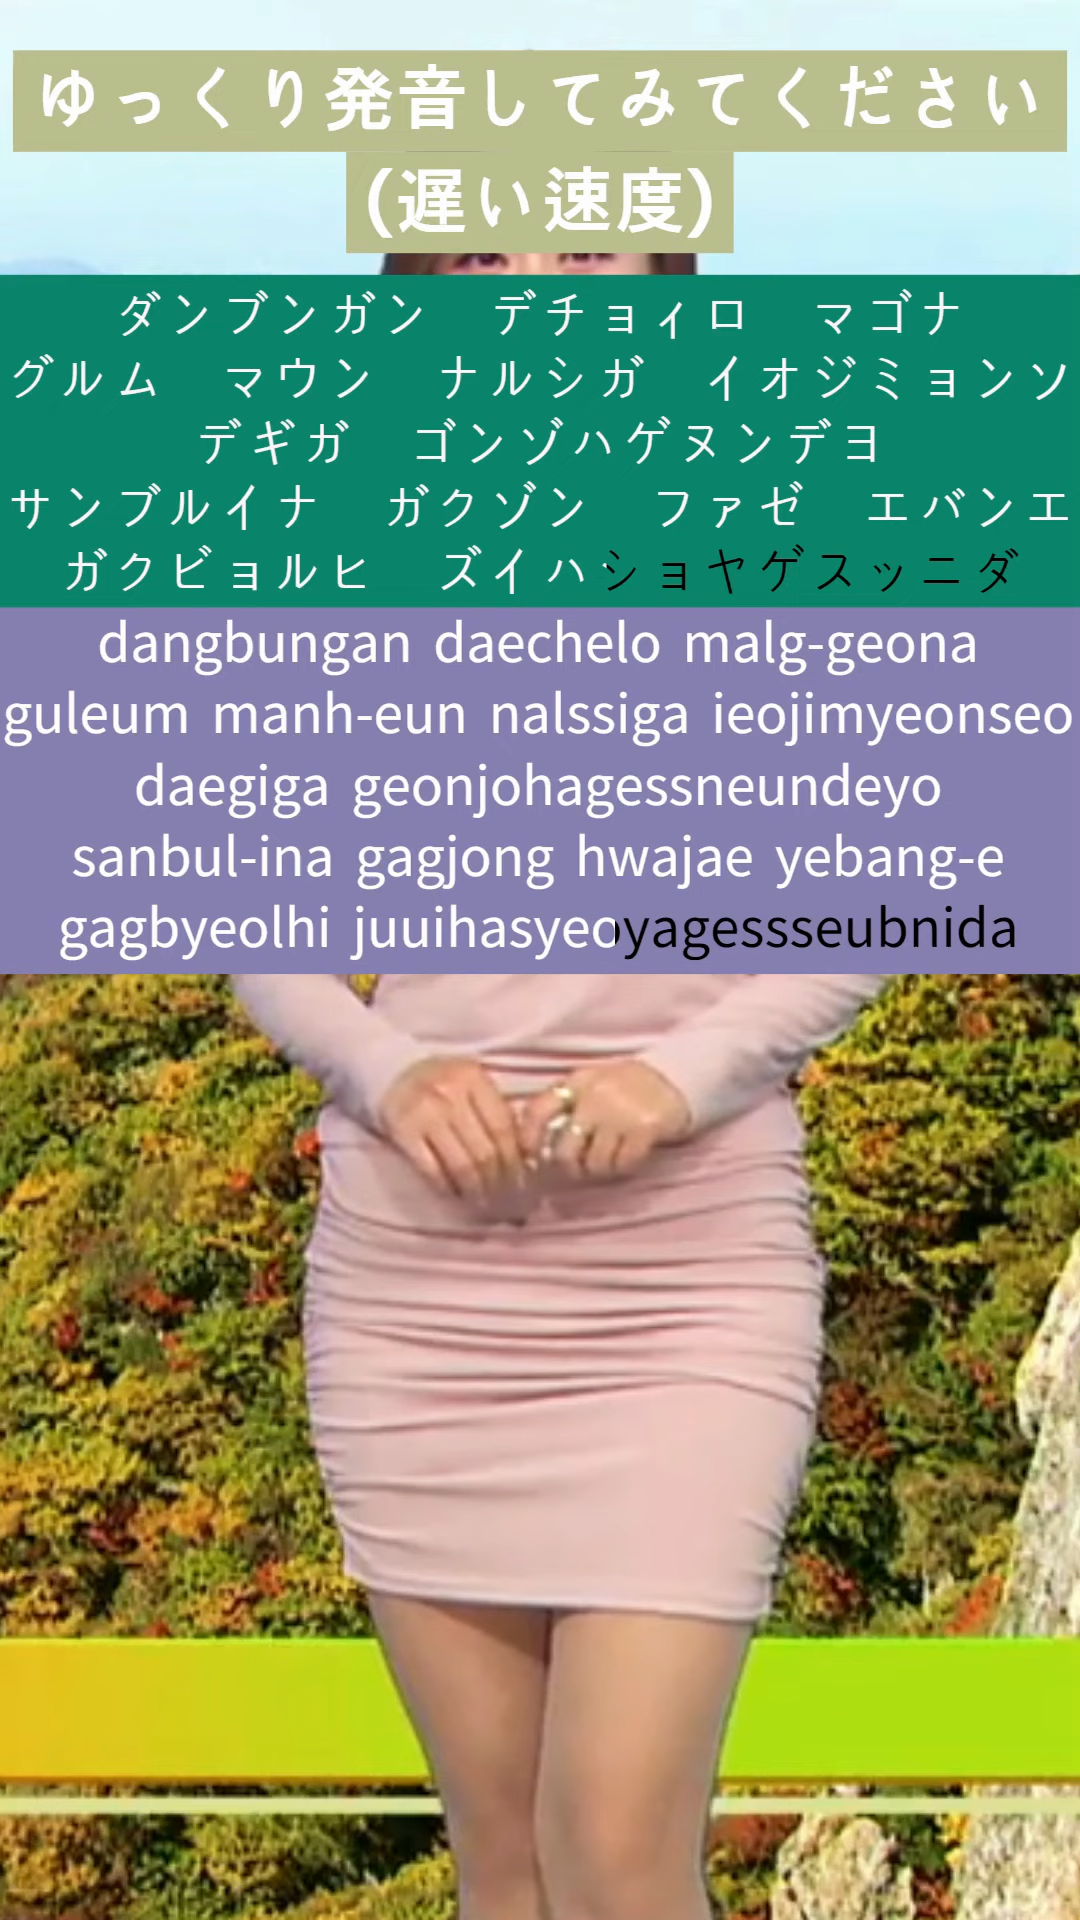 ゆっくり発音してみてください
(遅い速度)
ダンブンガン デチョィロ マゴナ
グルム マウン ナルシガ イオジミョンソ
デギガ ゴンゾハゲヌンデヨ
サンブルイナ ガクゾン ファゼ エバンエ
ガクビョルヒ ズイハショヤゲスッニダ
dangbungan daechelo malg-geona
guleum manh-eun nalssiga ieojimyeonseo
daegiga geonjohagessneundeyo
sanbul-ina gagjong hwajae yebang-e
gagbyeolhi juuihasyeoyagessseubnida